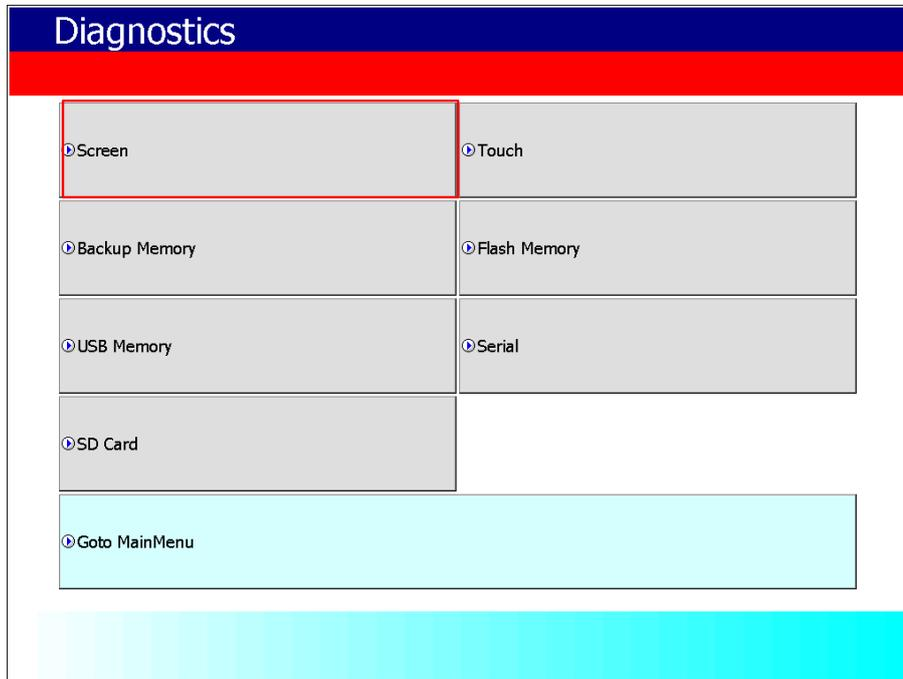 Diagnostics
Screen
Touch
Backup Memory
Flash Memory
USB Memory
Serial
SD Card
Goto MainMenu